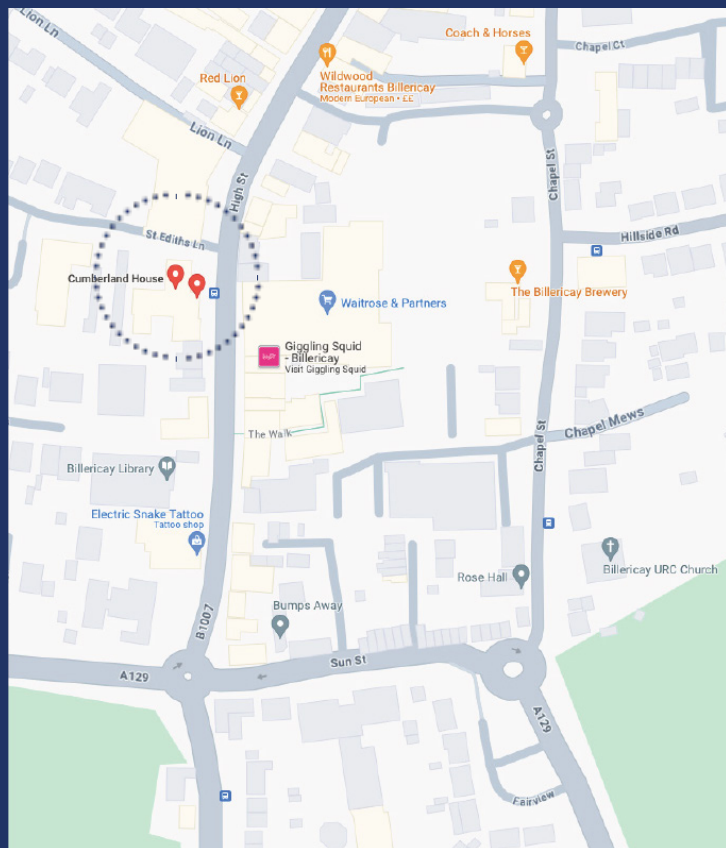 Lion Ln
Coach & Horses
Chapel Ct
Wildwood
Restaurants Billericay
Modern European • ££
Red Lion
Lion Ln
High St
Chapel St
St Ediths Ln
Hillside Rd
Cumberland House
The Billericay Brewery
Waitrose & Partners
Giggling Squid
- Billericay
Visit Giggling Squid
The Walk
Chapel Mews
Chapel St
Billericay Library
Electric Snake Tattoo
Tattoo shop
Rose Hall
Billericay URC Church
Bumps Away
B1007
Sun St
A129
A129
Fairview